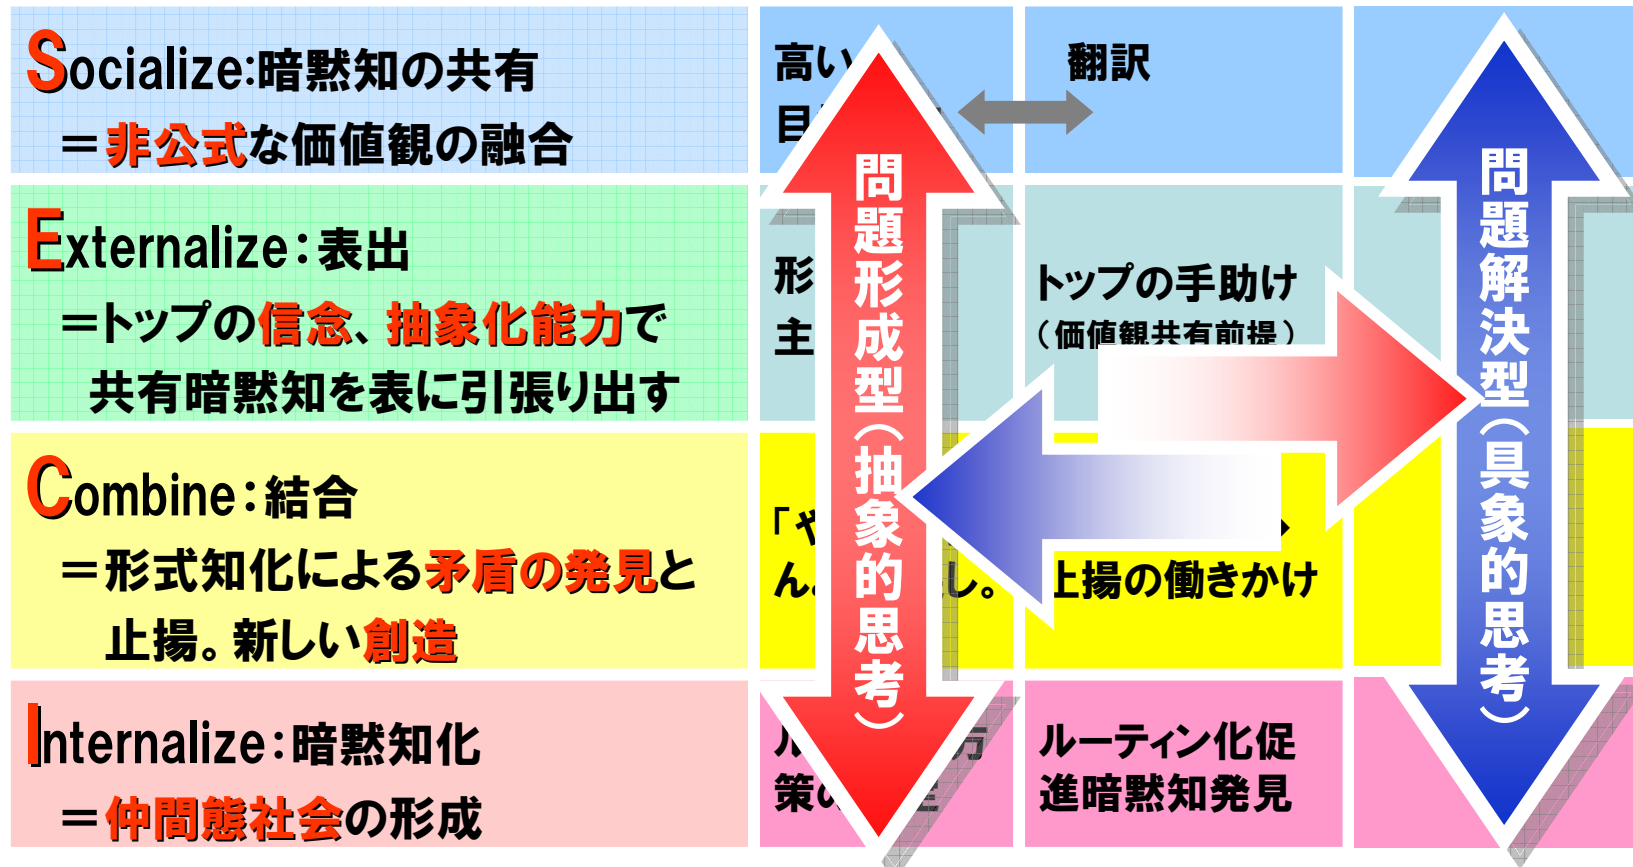 Socialize:暗黙知の共有
＝非公式な価値観の融合
高い
目
翻訳
Externalize：表出
＝トップの信念、抽象化能力で
共有暗黙知を表に引張り出す
形
主
トップの手助け
（価値観共有前提）
Combine：結合
＝形式知化による矛盾の発見と
止揚。新しい創造
「や
ん
し。
止揚の働きかけ
Internalize：暗黙知化
＝仲間態社会の形成
ル
方
策の
定
ルーティン化促
進暗黙知発見
問題形成型（抽象的思考）
問題解決型（具象的思考）